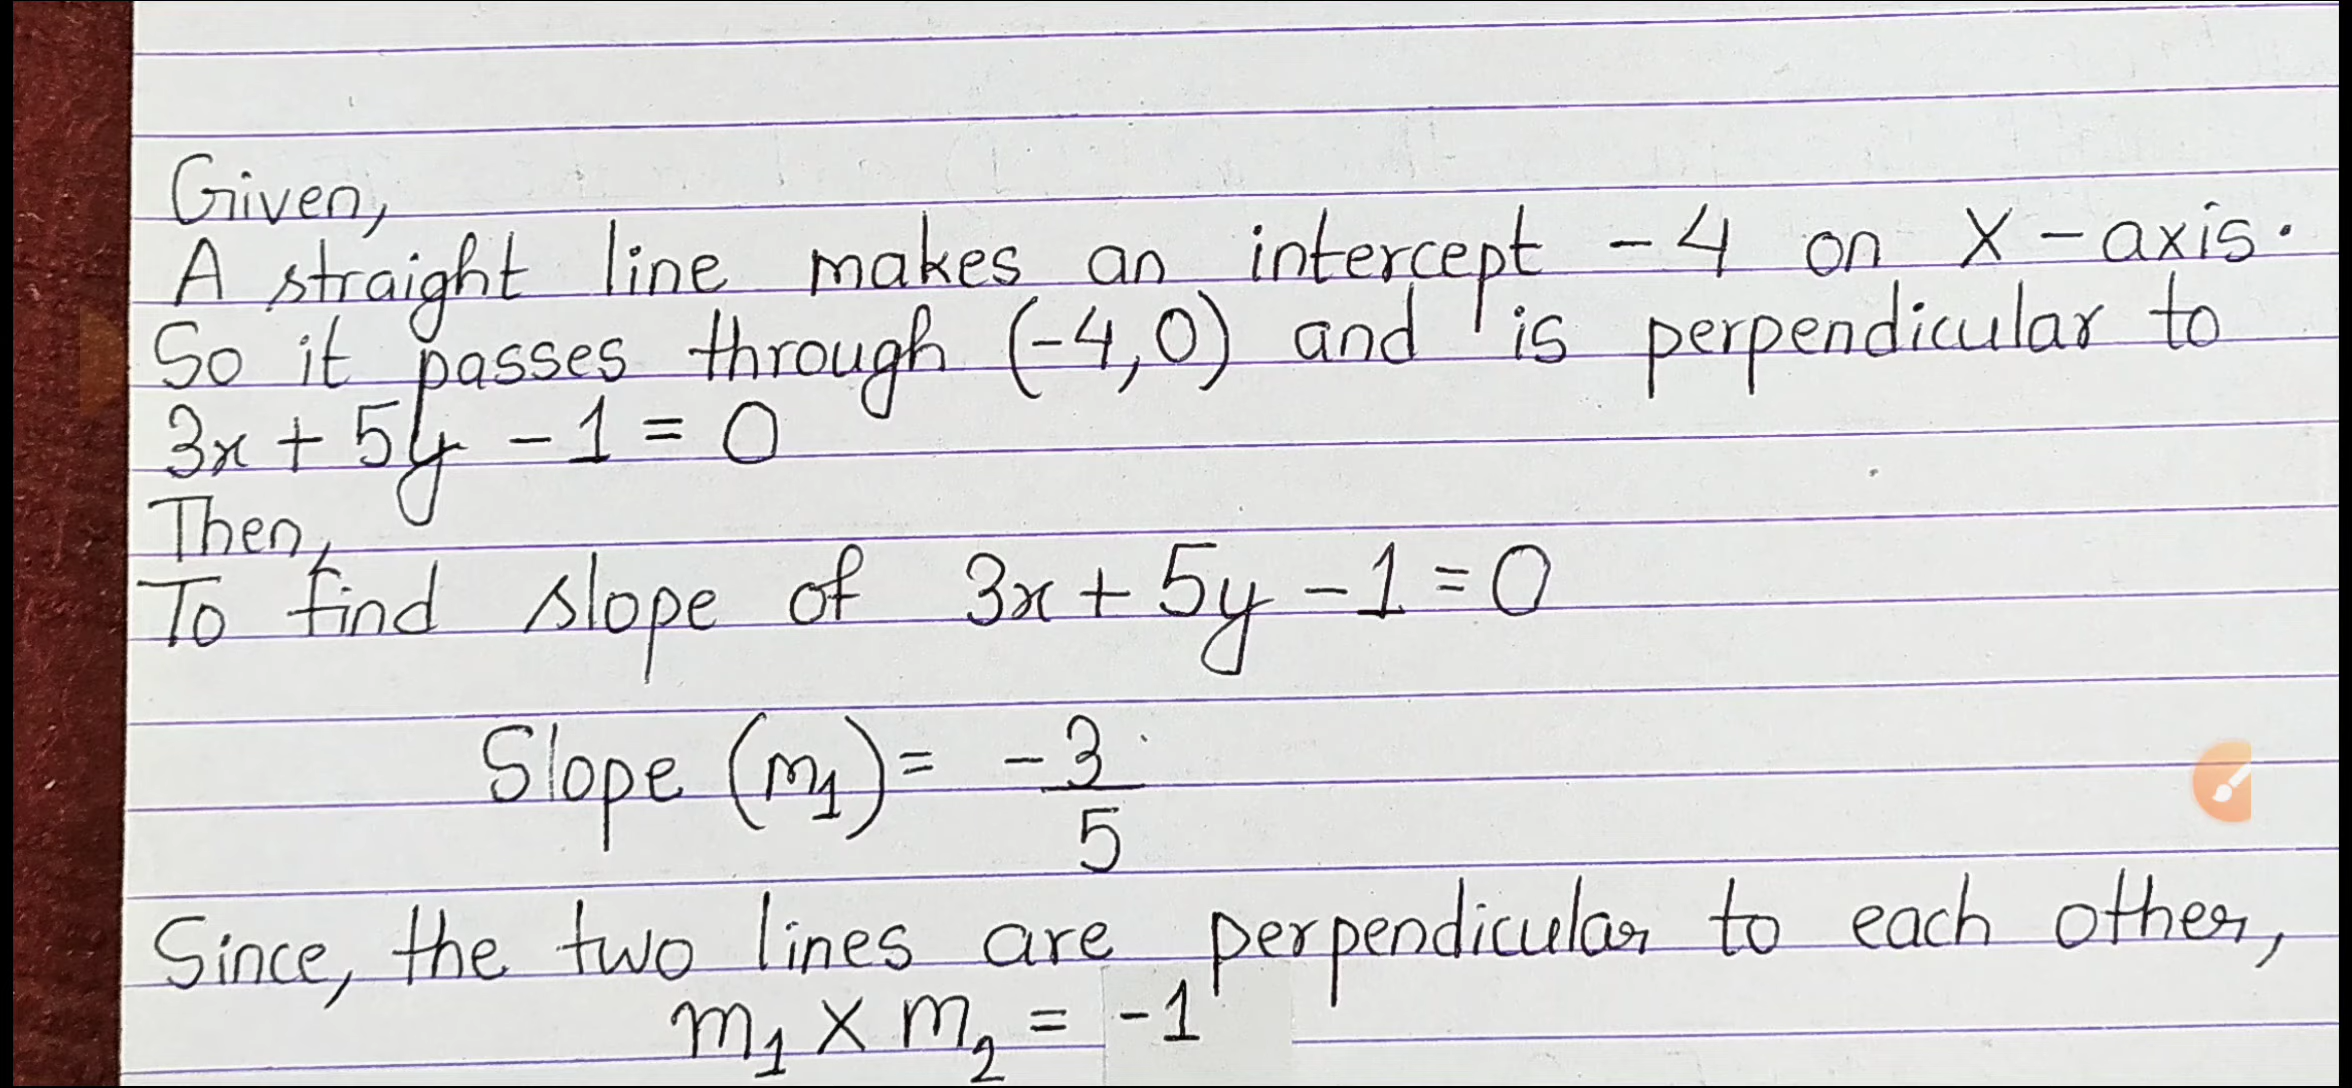 Given,
A straight line makes an intercept -4 on X-axis.
So it passes through (-4,0) and is perpendicular to
3x + 5y - 1 = 0
Then,
To find slope of 3x + 5y - 1 = 0
Slope (m₁) = -3/5
Since, the two lines are perpendicular to each other,
m₁ × m₂ = -1